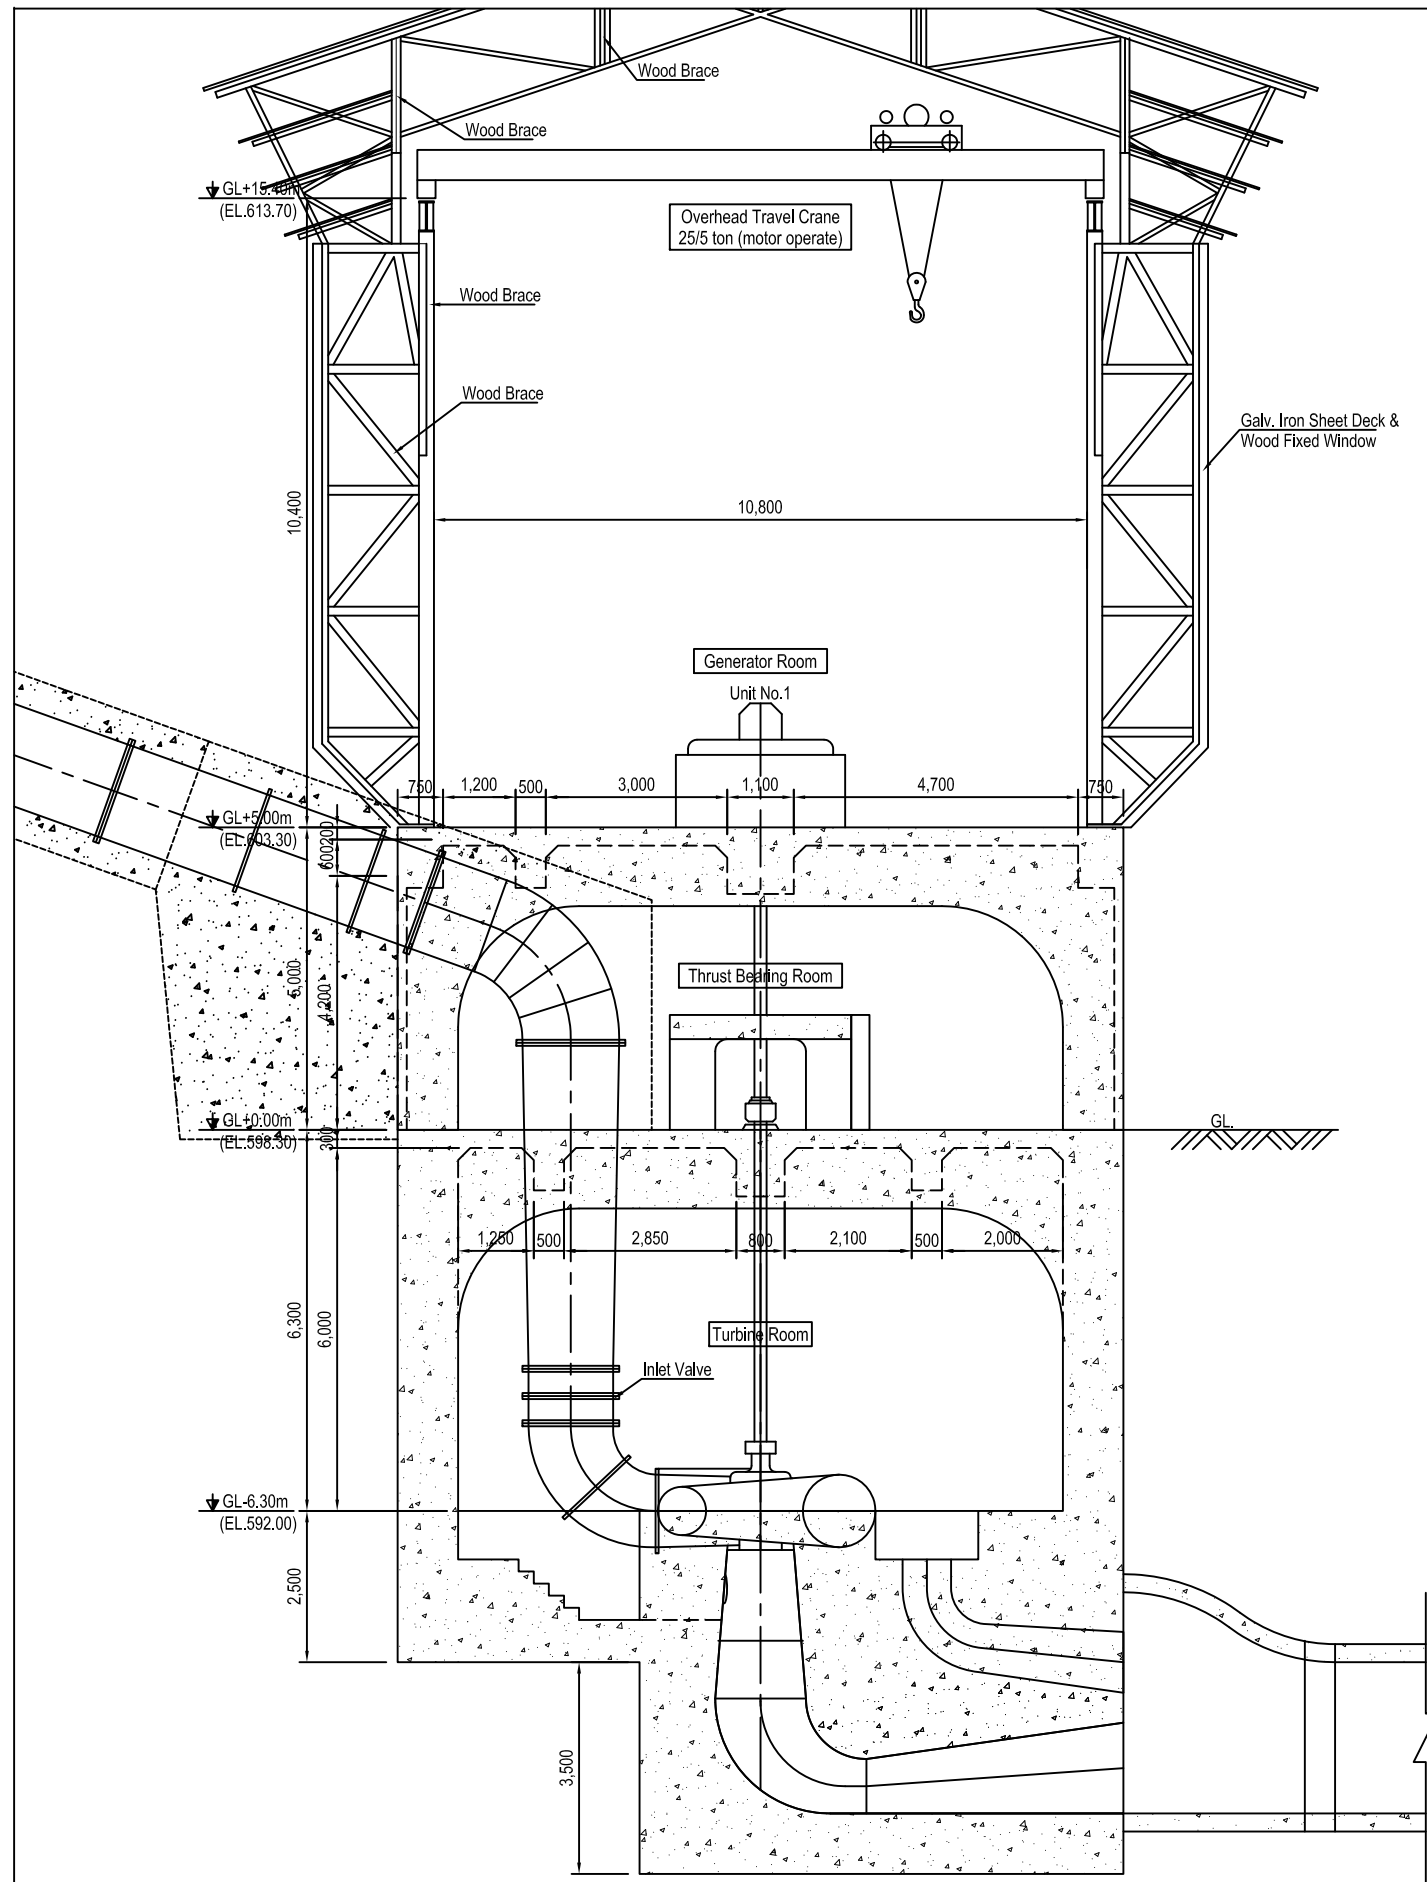 Wood Brace
Wood Brace
GL+15.40m
(EL.613.70)
Overhead Travel Crane
25/5 ton (motor operate)
Wood Brace
Wood Brace
Galv. Iron Sheet Deck &
Wood Fixed Window
10,400
10,800
Generator Room
Unit No.1
750
1,200
500
3,000
1,100
4,700
750
GL+5.00m
(EL.603.30)
200
600
5,000
4,200
Thrust Bearing Room
GL+0.00m
(EL.598.30)
300
GL.
1,250
500
2,850
800
2,100
500
2,000
6,300
6,000
Turbine Room
Inlet Valve
GL-6.30m
(EL.592.00)
2,500
3,500